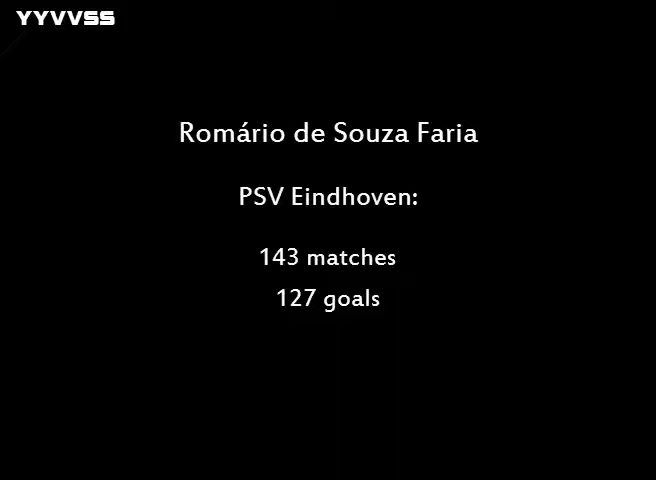 YYVVSS
Romário de Souza Faria
PSV Eindhoven:
143 matches
127 goals